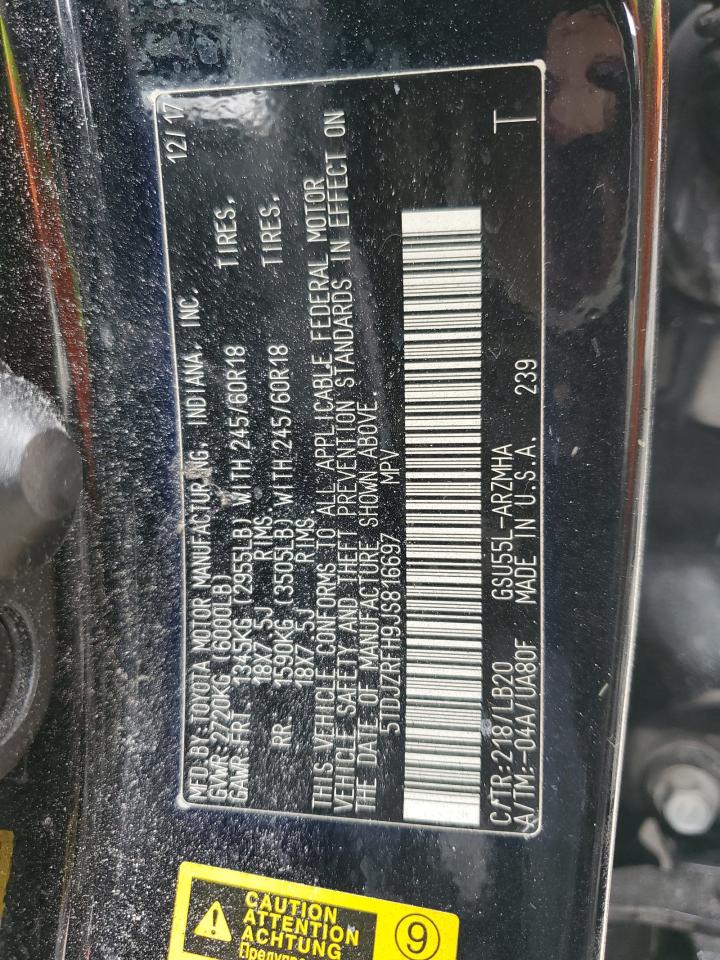 MFD.BY:TOYOTA MOTOR MANUFACTURING, INDIANA, INC. 12/17
GVWR:2720KG (6000LB)
GAWR:FRT. 1345KG (2955LB) WITH 245/60R18 TIRES,
18X7.5J RIMS
RR. 1590KG (3505LB) WITH 245/60R18 TIRES,
18X7.5J RIMS
THIS VEHICLE CONFORMS TO ALL APPLICABLE FEDERAL MOTOR
VEHICLE SAFETY AND THEFT PREVENTION STANDARDS IN EFFECT ON
THE DATE OF MANUFACTURE SHOWN ABOVE.
5TDJZRFH9JS816697 MPV
C/TR:218/LB20 GSU55L-ARZMHA T
A/TM:-04A/UA80F MADE IN U.S.A. 239
CAUTION
ATTENTION
ACHTUNG
9